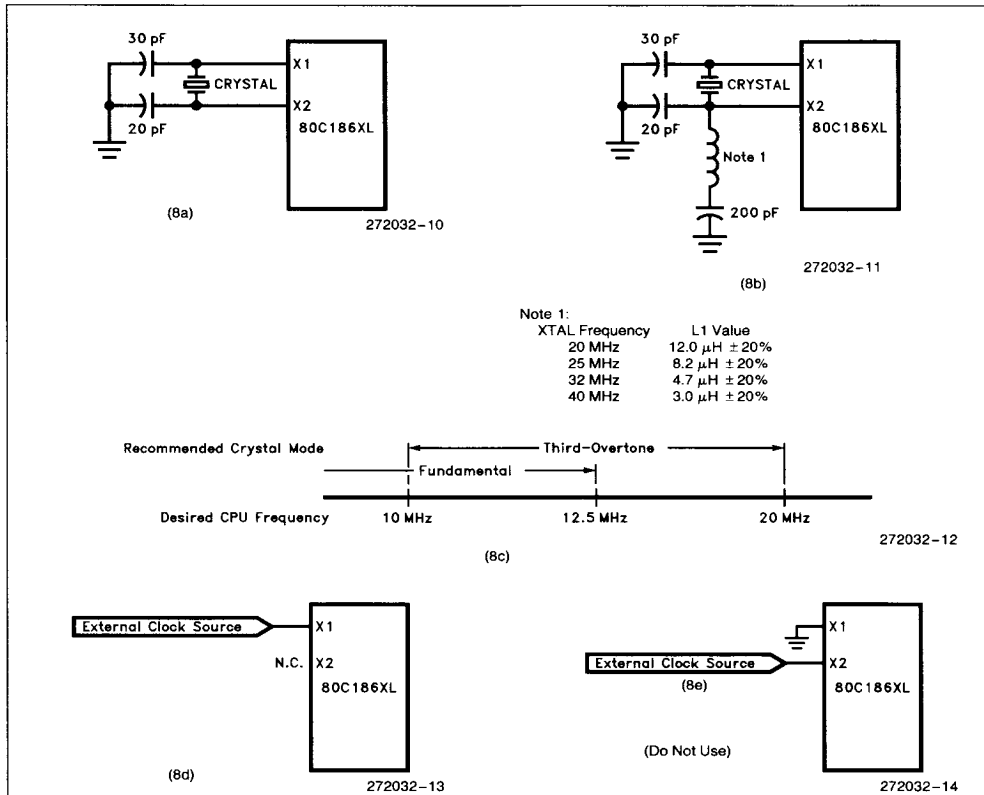 30 pF
CRYSTAL
20 pF
X1
X2
80C186XL
(8a)
272032-10
30 pF
CRYSTAL
20 pF
Note 1
200 pF
X1
X2
80C186XL
272032-11
(8b)
Note 1:
XTAL Frequency L1 Value
20 MHz 12.0 μH ±20%
25 MHz 8.2 μH ±20%
32 MHz 4.7 μH ±20%
40 MHz 3.0 μH ±20%
Recommended Crystal Mode
Third-Overtone
Fundamental
Desired CPU Frequency 10 MHz 12.5 MHz 20 MHz
272032-12
(8c)
External Clock Source
X1
N.C. X2
80C186XL
(8d)
272032-13
X1
External Clock Source X2
(8e)
80C186XL
(Do Not Use)
272032-14